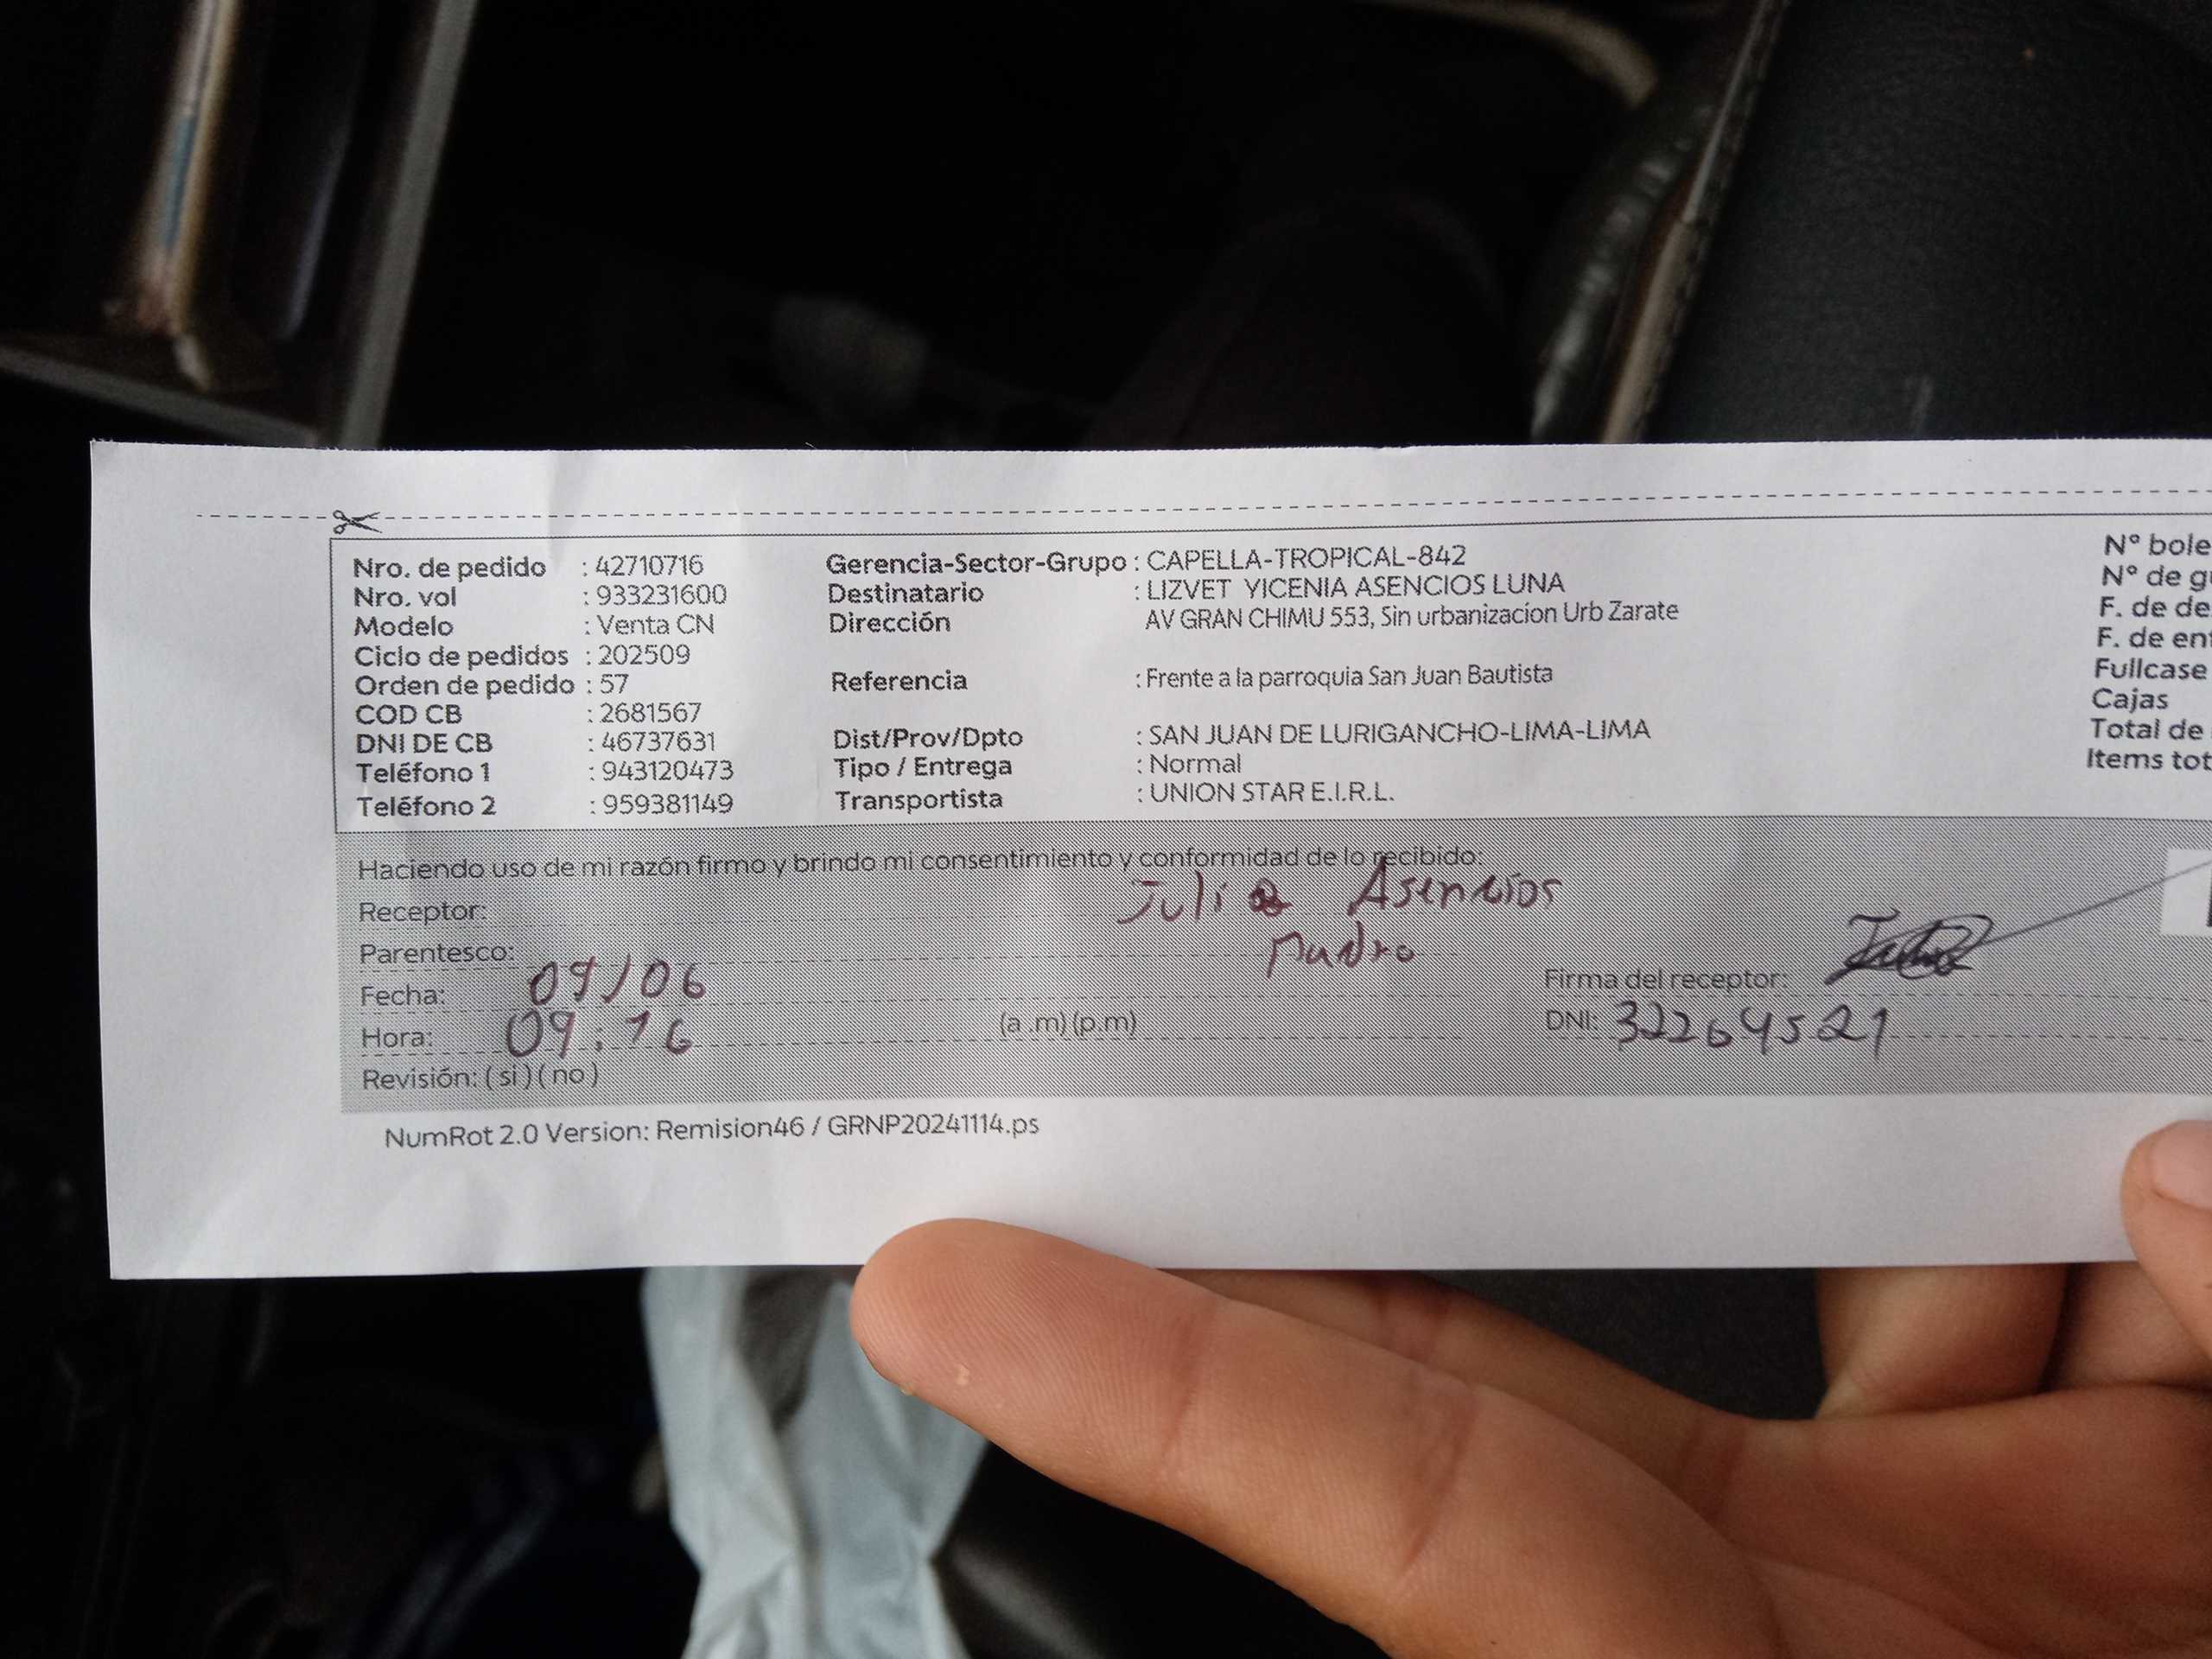 Nro. de pedido : 42710716
Nro. vol : 933231600
Modelo : Venta CN
Ciclo de pedidos : 202509
Orden de pedido : 57
COD CB : 2681567
DNI DE CB : 46737631
Teléfono 1 : 943120473
Teléfono 2 : 959381149
Gerencia-Sector-Grupo : CAPELLA-TROPICAL-842
Destinatario : LIZVET YICENIA ASENCIOS LUNA
Dirección AV GRAN CHIMU 553, Sin urbanizacion Urb Zarate
Referencia : Frente a la parroquia San Juan Bautista
Dist/Prov/Dpto : SAN JUAN DE LURIGANCHO-LIMA-LIMA
Tipo / Entrega : Normal
Transportista : UNION STAR E.I.R.L.
N° bole
N° de g
F. de de
F. de en
Fullcase
Cajas
Total de
Items tot
Haciendo uso de mi razón firmo y brindo mi consentimiento y conformidad de lo recibido:
Receptor: Julia Asencios
Parentesco:
Fecha: 09/06
Hora: 09:16 (a .m) (p.m)
Revisión: ( si ) ( no )
Firma del receptor:
DNI: 32264521
NumRot 2.0 Version: Remision46 / GRNP20241114.ps